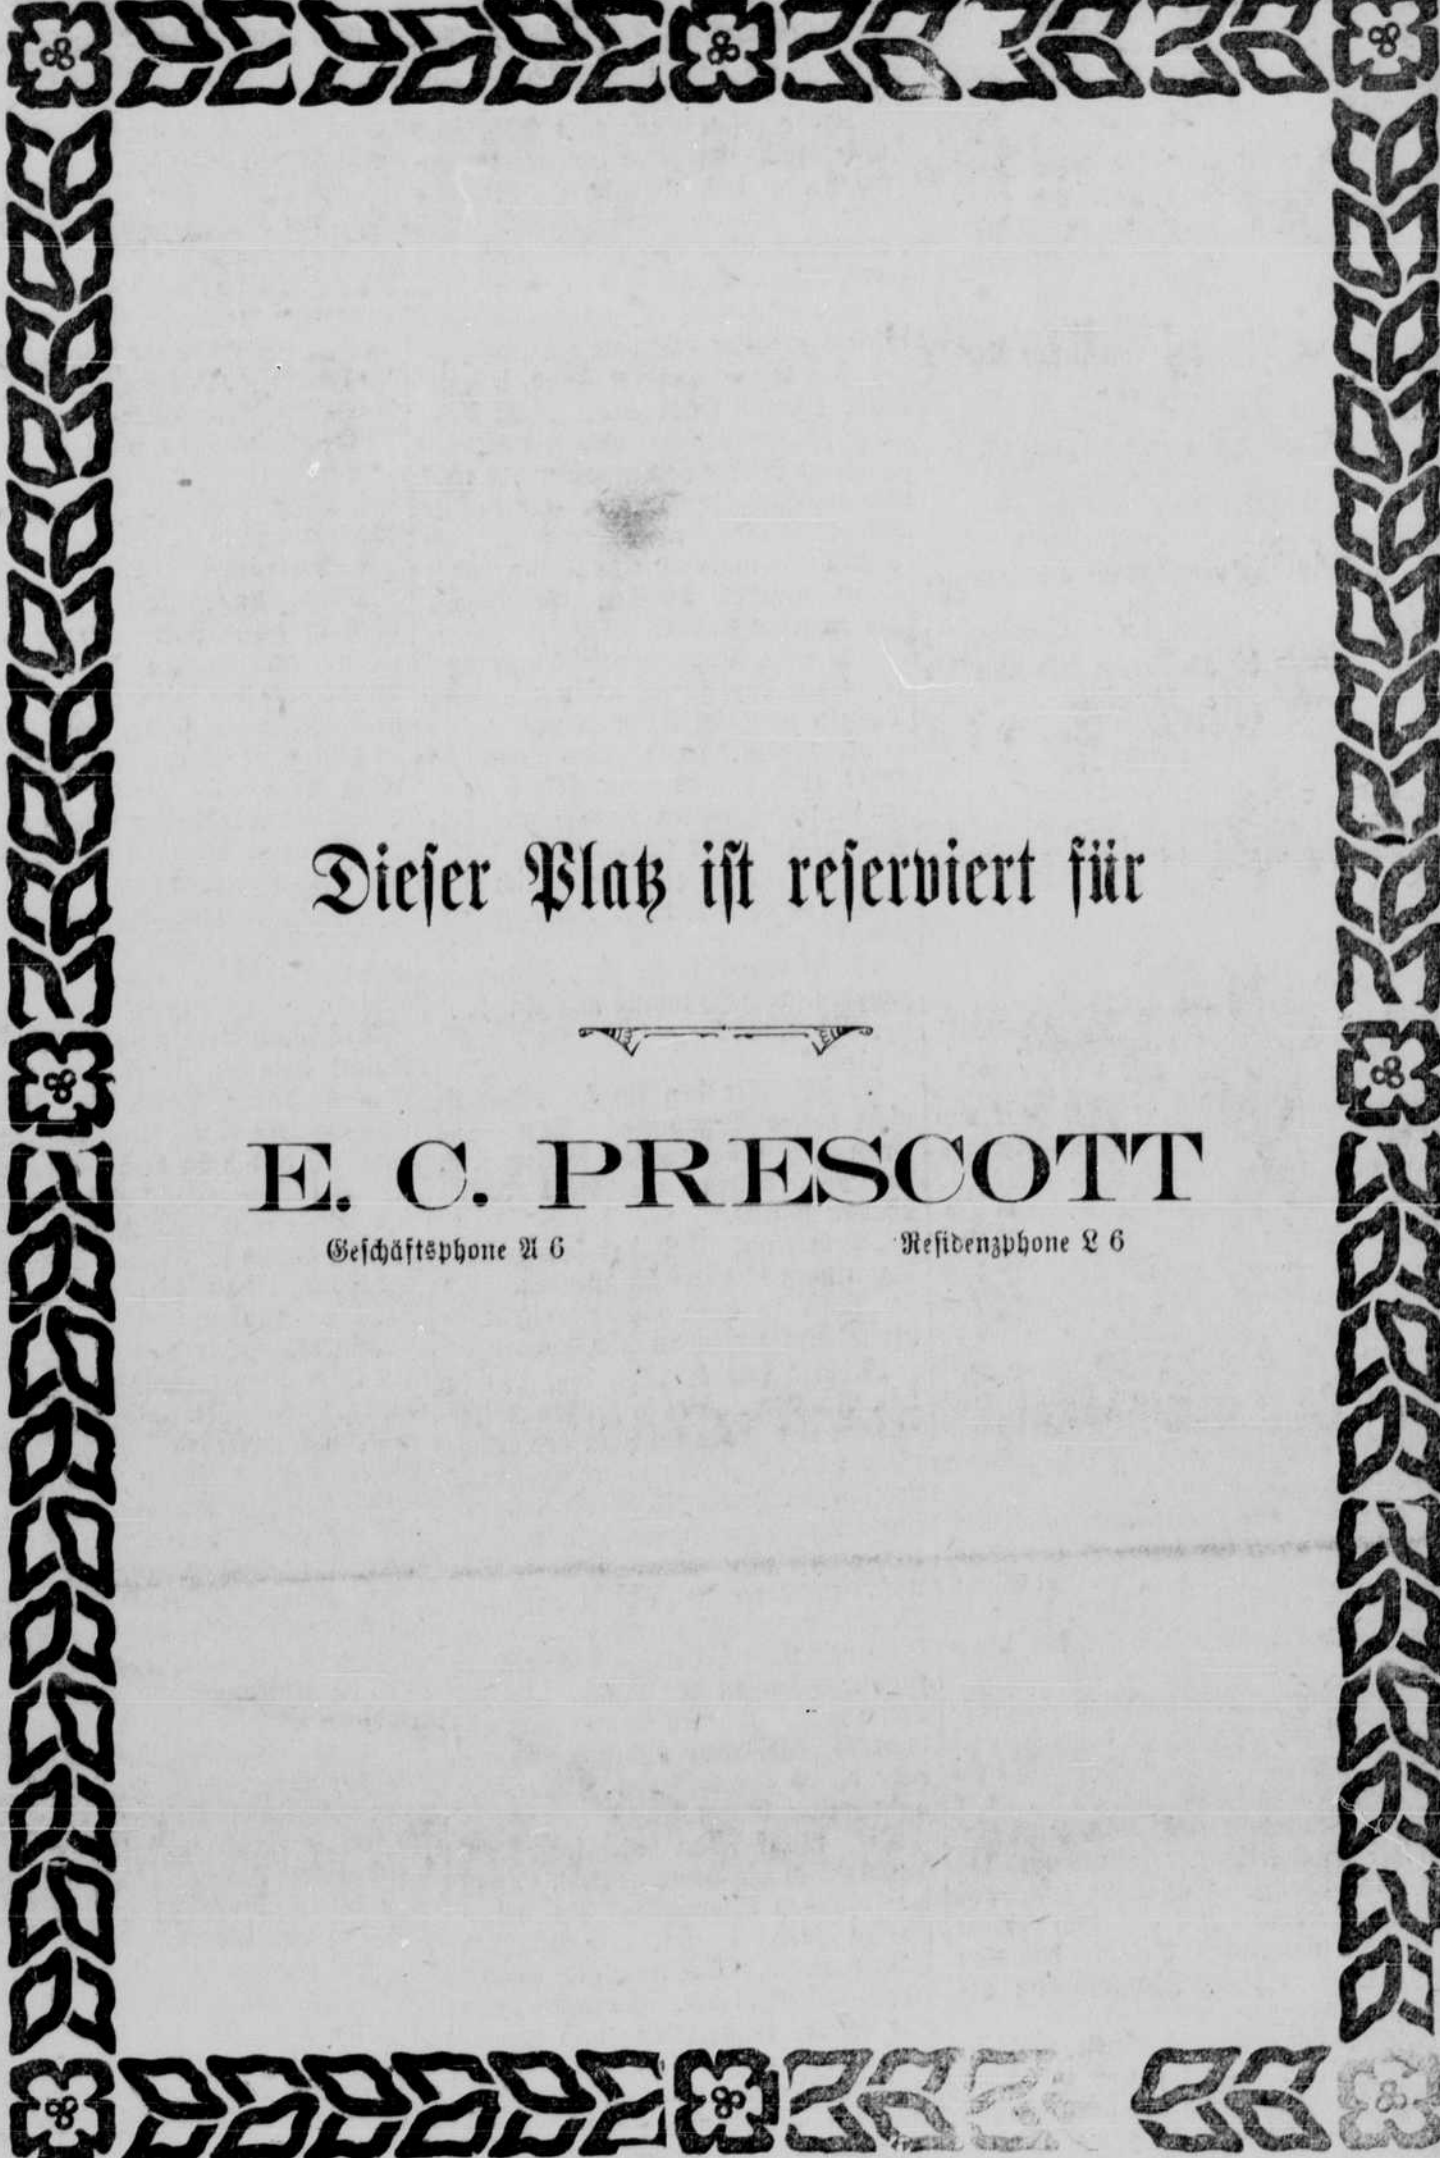 Dieser Platz ist reserviert für
E. C. PRESCOTT
Geschäftsphone A 6 Residenzphone L 6